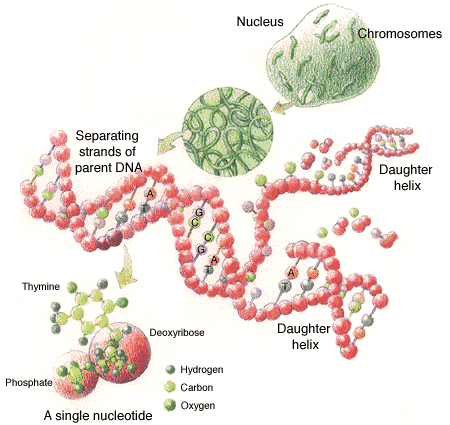 Nucleus
Chromosomes
Separating
strands of
parent DNA
Daughter
helix
A
T
G
C
C
G
A
T
A
T
Thymine
Deoxyribose
Daughter
helix
Hydrogen
Phosphate
Carbon
A single nucleotide
Oxygen